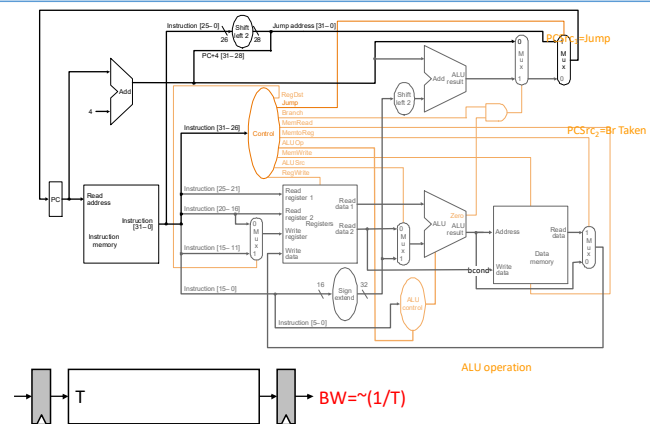 Instruction [25–0]
26
Shift
left 2
28
Jump address [31–0]
PC+4 [31–28]
PCSrc1=Jump
0
M
u
x
1
1
M
u
x
0
Add
4
Add
ALU
result
Shift
left 2
RegDst
Jump
Branch
MemRead
MemtoReg
ALUOp
MemWrite
ALUSrc
RegWrite
Control
Instruction [31–26]
PCSrc2=Br Taken
PC
Read
address
Instruction
[31–0]
Instruction
memory
Instruction [25–21]
Instruction [20–16]
Instruction [15–11]
0
M
u
x
1
Read
register 1
Read
register 2
Registers
Write
register
Write
data
Read
data 1
Read
data 2
0
M
u
x
1
Zero
ALU
ALU
result
bcond
Address
Read
data
Data
memory
Write
data
1
M
u
x
0
Instruction [15–0]
16
Sign
extend
32
Instruction [5–0]
ALU
control
ALU operation
T
BW=~(1/T)